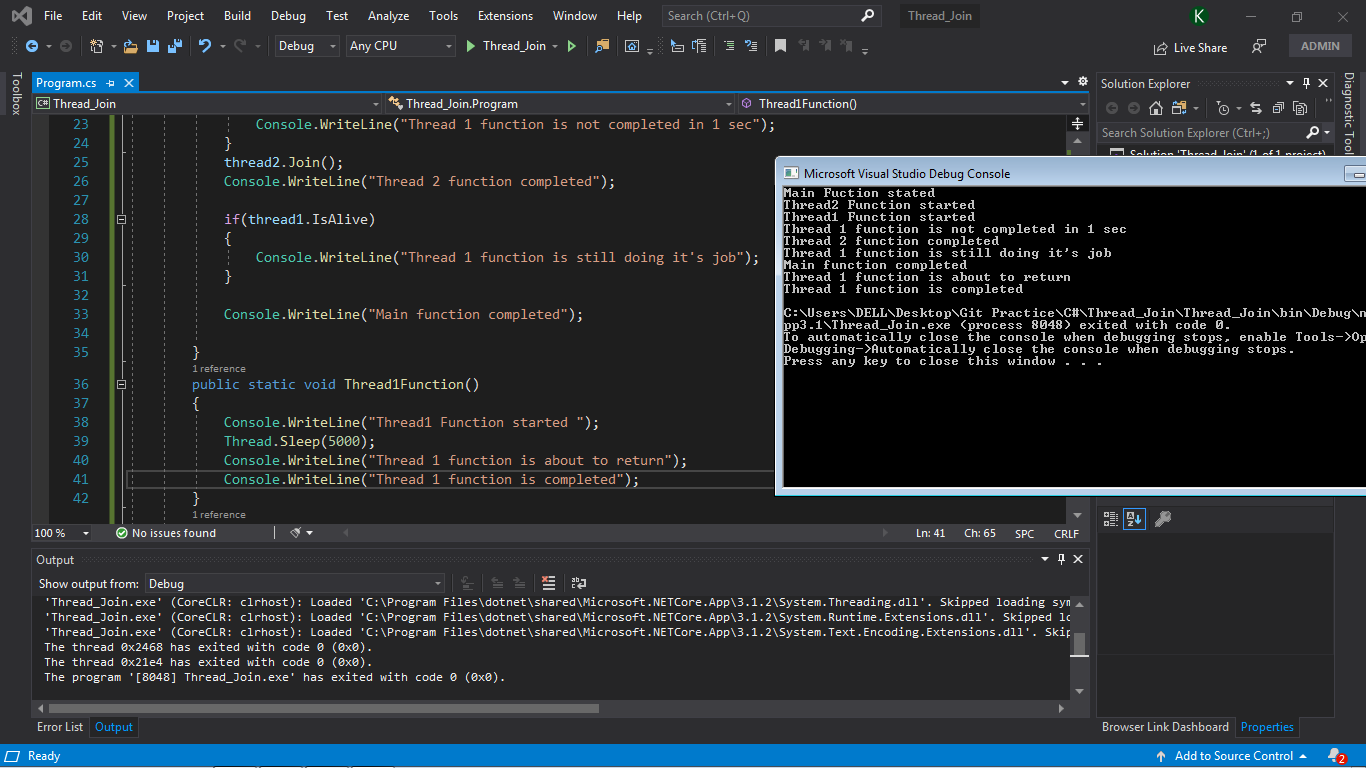 File Edit View Project Build Debug Test Analyze Tools Extensions Window Help Search (Ctrl+Q) Thread_Join K
Debug Any CPU Thread_Join Live Share ADMIN
Toolbox
Program.cs
Thread_Join Thread_Join.Program Thread1Function()
23 Console.WriteLine("Thread 1 function is not completed in 1 sec");
24 }
25 thread2.Join();
26 Console.WriteLine("Thread 2 function completed");
27
28 if(thread1.IsAlive)
29 {
30 Console.WriteLine("Thread 1 function is still doing it's job");
31 }
32
33 Console.WriteLine("Main function completed");
34
35 }
1 reference
36 public static void Thread1Function()
37 {
38 Console.WriteLine("Thread1 Function started ");
39 Thread.Sleep(5000);
40 Console.WriteLine("Thread 1 function is about to return");
41 Console.WriteLine("Thread 1 function is completed");
42 }
1 reference
100 % No issues found Ln: 41 Ch: 65 SPC CRLF
Solution Explorer
Search Solution Explorer (Ctrl+;)
Solution 'Thread_Join' (1 of 1 project)
Diagnostic Tool
Microsoft Visual Studio Debug Console
Main Fuction stated
Thread2 Function started
Thread1 Function started
Thread 1 function is not completed in 1 sec
Thread 2 function completed
Thread 1 function is still doing it's job
Main function completed
Thread 1 function is about to return
Thread 1 function is completed
C:\Users\DELL\Desktop\Git Practice\C#\Thread_Join\Thread_Join\bin\Debug\n
pp3.1\Thread_Join.exe (process 8048) exited with code 0.
To automatically close the console when debugging stops, enable Tools->Op
Debugging->Automatically close the console when debugging stops.
Press any key to close this window . . .
Output
Show output from: Debug
'Thread_Join.exe' (CoreCLR: clrhost): Loaded 'C:\Program Files\dotnet\shared\Microsoft.NETCore.App\3.1.2\System.Threading.dll'. Skipped loading sym
'Thread_Join.exe' (CoreCLR: clrhost): Loaded 'C:\Program Files\dotnet\shared\Microsoft.NETCore.App\3.1.2\System.Runtime.Extensions.dll'. Skipped lo
'Thread_Join.exe' (CoreCLR: clrhost): Loaded 'C:\Program Files\dotnet\shared\Microsoft.NETCore.App\3.1.2\System.Text.Encoding.Extensions.dll'. Skip
The thread 0x2468 has exited with code 0 (0x0).
The thread 0x21e4 has exited with code 0 (0x0).
The program '[8048] Thread_Join.exe' has exited with code 0 (0x0).
Error List Output
Browser Link Dashboard Properties
Ready Add to Source Control 2